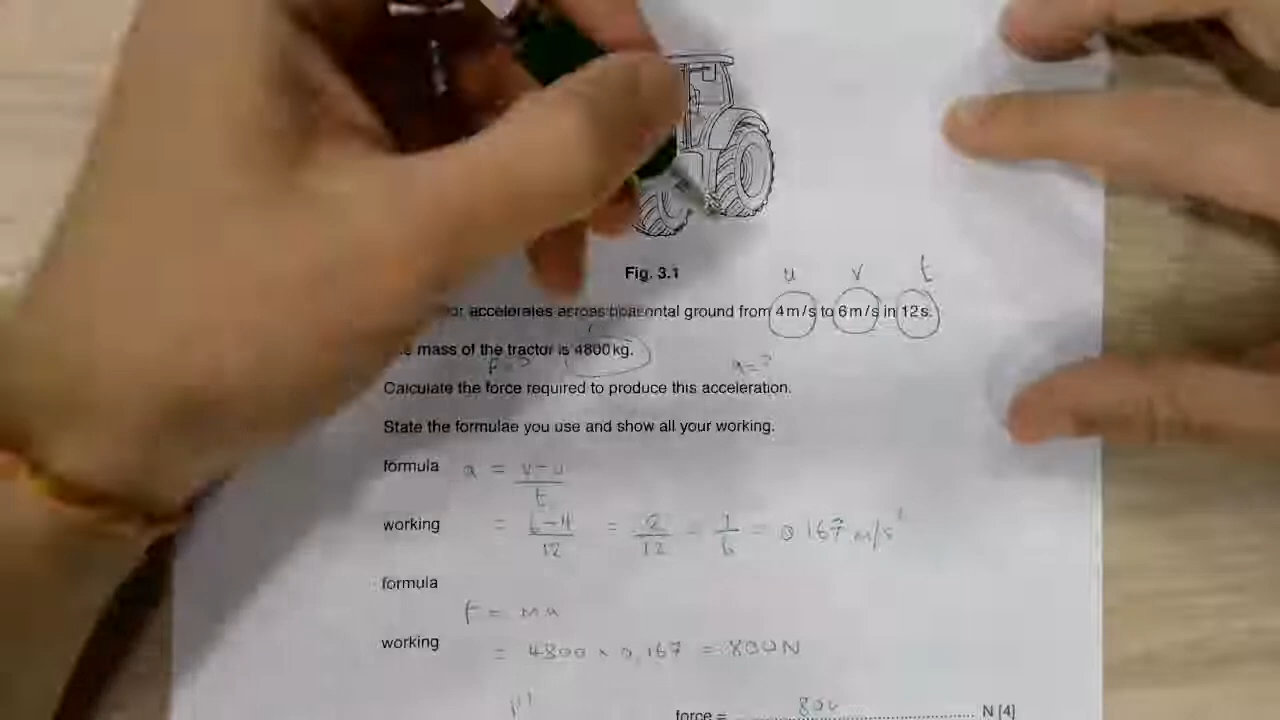 Fig. 3.1
u v t
accelerates across horizontal ground from 4 m/s to 6 m/s in 12 s.
mass of the tractor is 4800 kg.
F = ? a = ?
Calculate the force required to produce this acceleration.
State the formulae you use and show all your working.
formula a = v-u / t
working = 6-4 / 12 = 2 / 12 = 1 / 6 = 0.167 m/s²
formula
F = ma
working = 4800 × 0.167 = 800N
force = 800 N [4]